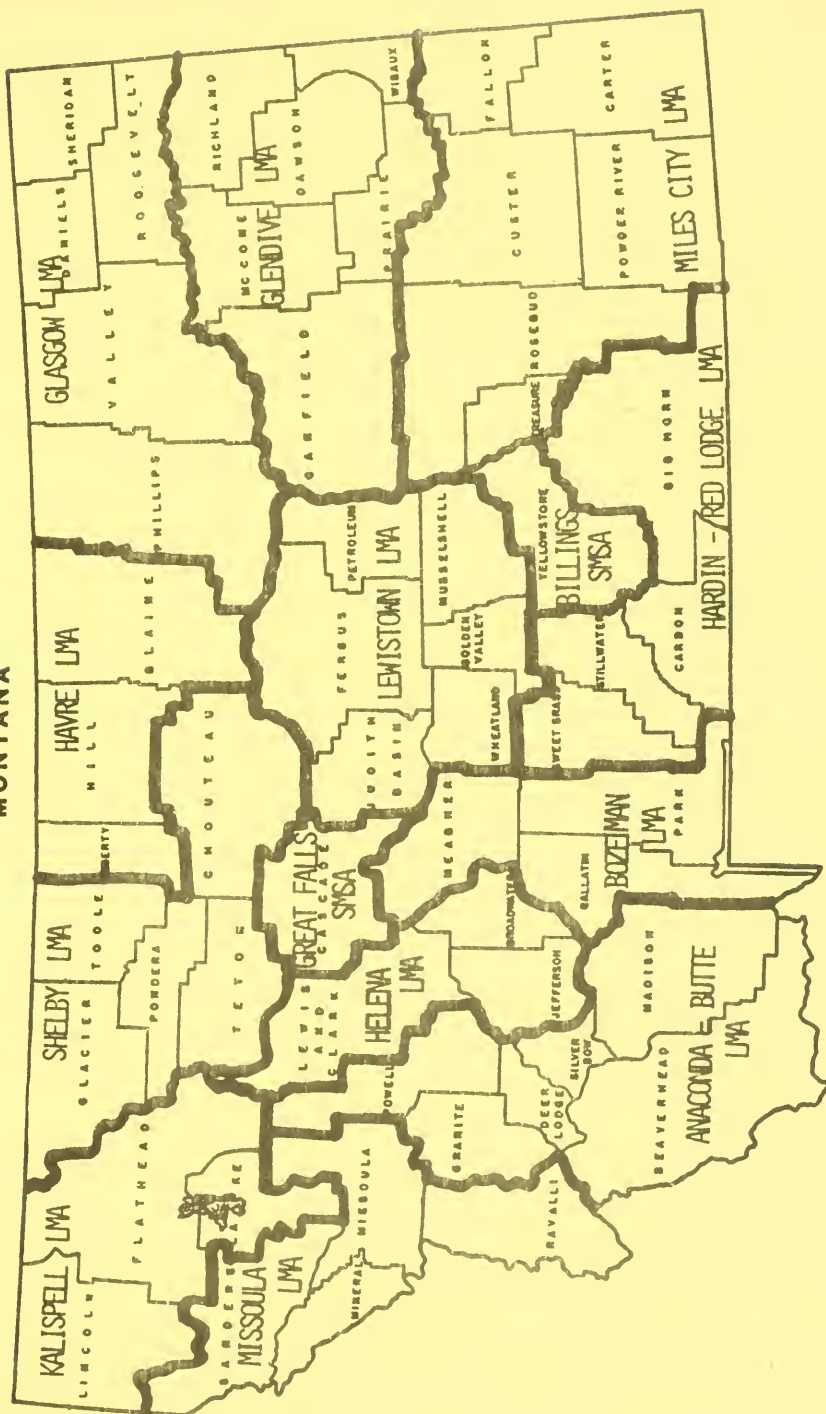 MONTANA
KALISPELL LMA
LINCOLN
FLATHEAD
SHELBY LMA
GLACIER
TOOLE
PONDERA
TETON
HAVRE LMA
HILL
BLAINE
CHOUTEAU
PHILLIPS
GLASGOW LMA
VALLEY
DANIELS
SHERIDAN
ROOSEVELT
RICHLAND
MC CONE
GLENDIVE LMA
DAWSON
WIBAUX
PRAIRIE
GARFIELD
SANDERS
MISSOULA LMA
MINERAL
MISSOULA
POWELL
LEWIS
AND
CLARK
HELENA LMA
GREAT FALLS
CASCADE
SMSA
JUDITH
BASIN
FERGUS
PETROLEUM
LEWISTOWN LMA
MUSSELSHELL
GOLDEN
VALLEY
WHEATLAND
MEAGHER
BROADWATER
JEFFERSON
GRANITE
DEER
LODGE
SILVER
BOW
RAVALLI
BEAVERHEAD
ANACONDA - BUTTE
LMA
MADISON
GALLATIN
BOZEMAN LMA
PARK
SWEET GRASS
STILLWATER
CARBON
YELLOWSTONE
BILLINGS
SMSA
TREASURE
ROSEBUD
BIG HORN
HARDIN - RED LODGE LMA
CUSTER
FALLON
POWDER RIVER
CARTER
MILES CITY LMA